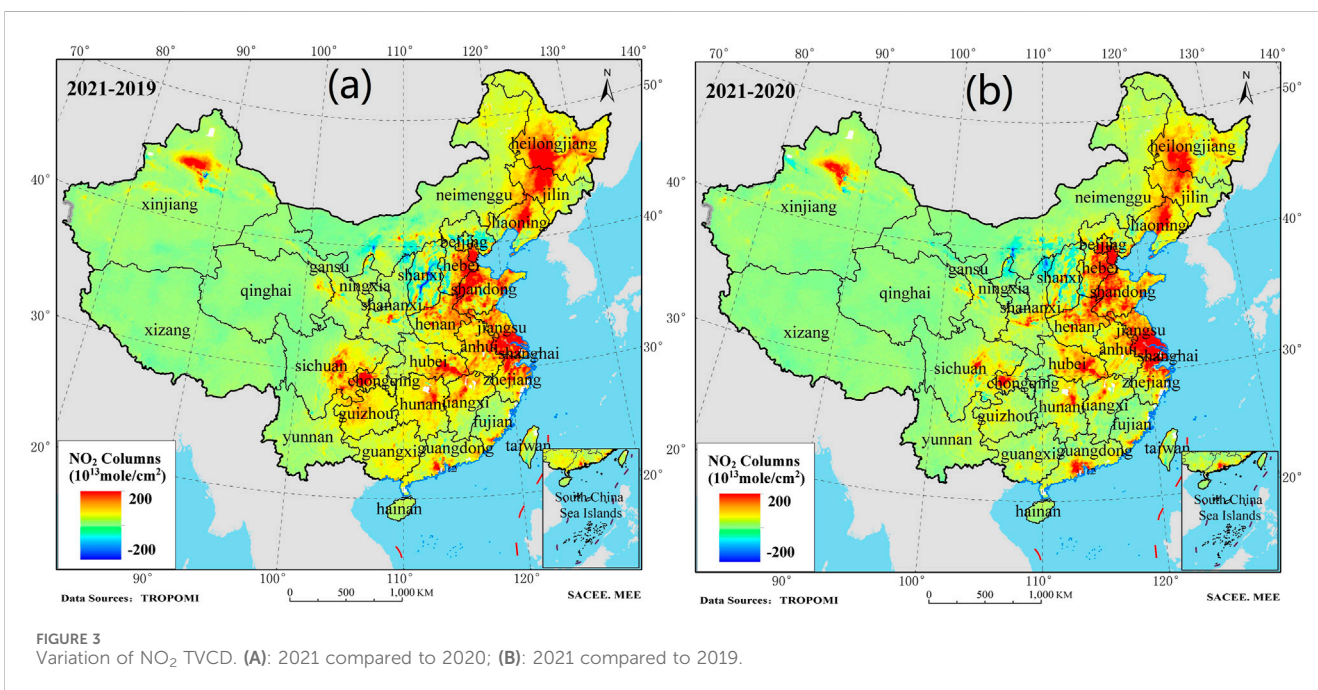 70° 80° 90° 100° 110° 120° 130° 140°
2021-2019
(a)
N
50°
heilongjiang
40°
xinjiang
neimenggu
jilin
liaoning
40°
beijing
gansu
hebei
shanxi
qinghai
ningxia
shandong
shananxi
30°
henan
jiangsu
xizang
anhui
shanghai
30°
sichuan
hubei
chongqing
zhejiang
hunan
jiangxi
guizhou
fujian
20°
yunnan
guangxi
guangdong
taiwan
NO₂ Columns
(10¹³mole/cm²)
200
-200
20°
hainan
South China
Sea Islands
90° 100° 110° 120°
Data Sources: TROPOMI
0 500 1,000 KM
SACEE. MEE
70° 80° 90° 100° 110° 120° 130° 140°
2021-2020
(b)
N
50°
heilongjiang
40°
xinjiang
neimenggu
jilin
liaoning
40°
beijing
gansu
hebei
shanxi
qinghai
ningxia
shandong
shananxi
30°
henan
jiangsu
xizang
anhui
shanghai
30°
sichuan
hubei
chongqing
zhejiang
hunan
jiangxi
guizhou
fujian
20°
yunnan
guangxi
guangdong
taiwan
NO₂ Columns
(10¹³mole/cm²)
200
-200
20°
hainan
South China
Sea Islands
90° 100° 110° 120°
Data Sources: TROPOMI
0 500 1,000 KM
SACEE. MEE
FIGURE 3
Variation of NO₂ TVCD. (A): 2021 compared to 2020; (B): 2021 compared to 2019.